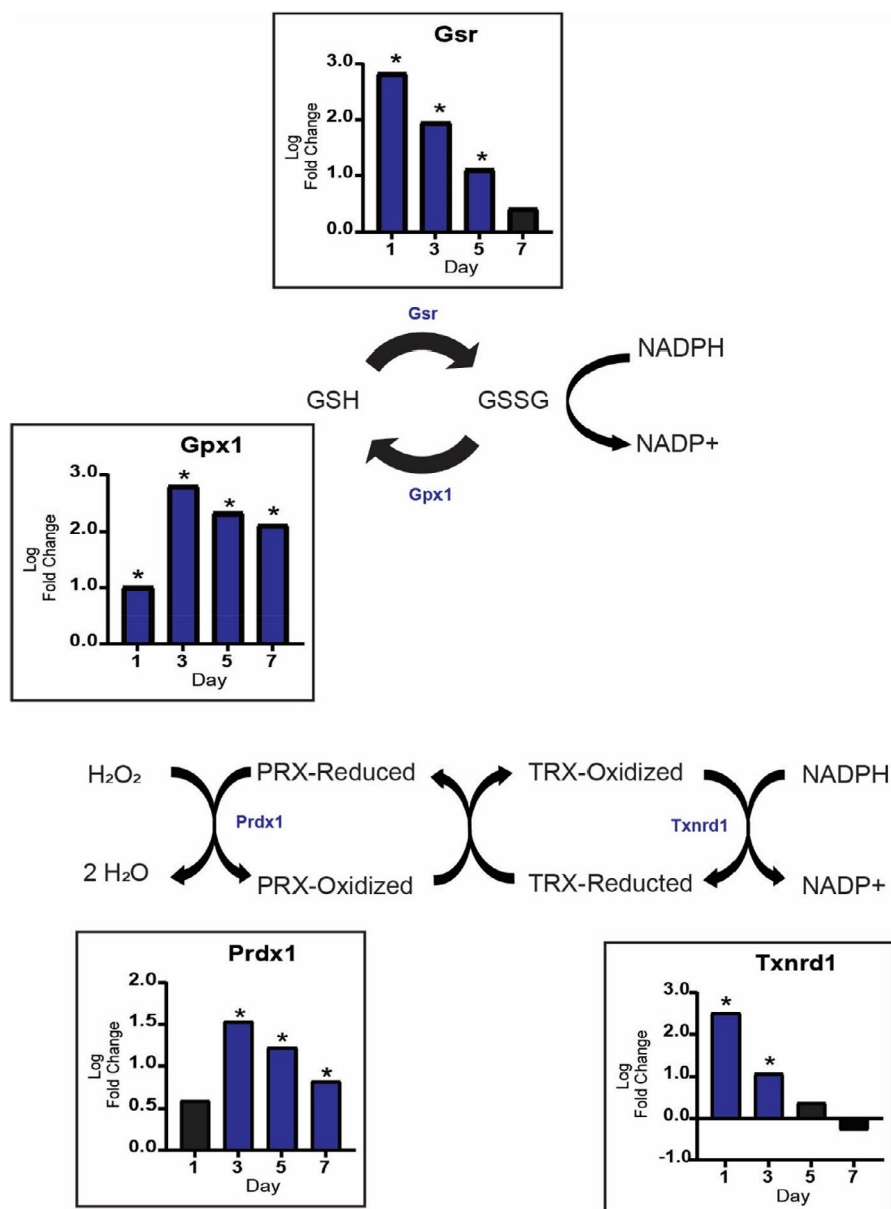 Gsr
3.0
2.0
1.0
0.0
Log
Fold Change
*
*
*
1
3
5
7
Day
Gsr
GSH
GSSG
NADPH
NADP+
Gpx1
Gpx1
3.0
2.0
1.0
0.0
Log
Fold Change
*
*
*
*
1
3
5
7
Day
H₂O₂
PRX-Reduced
TRX-Oxidized
NADPH
Prdx1
Txnrd1
2 H₂O
PRX-Oxidized
TRX-Reducted
NADP+
Prdx1
2.0
1.5
1.0
0.5
0.0
Log
Fold Change
*
*
*
1
3
5
7
Day
Txnrd1
3.0
2.0
1.0
0.0
-1.0
Log
Fold Change
*
*
1
3
5
7
Day